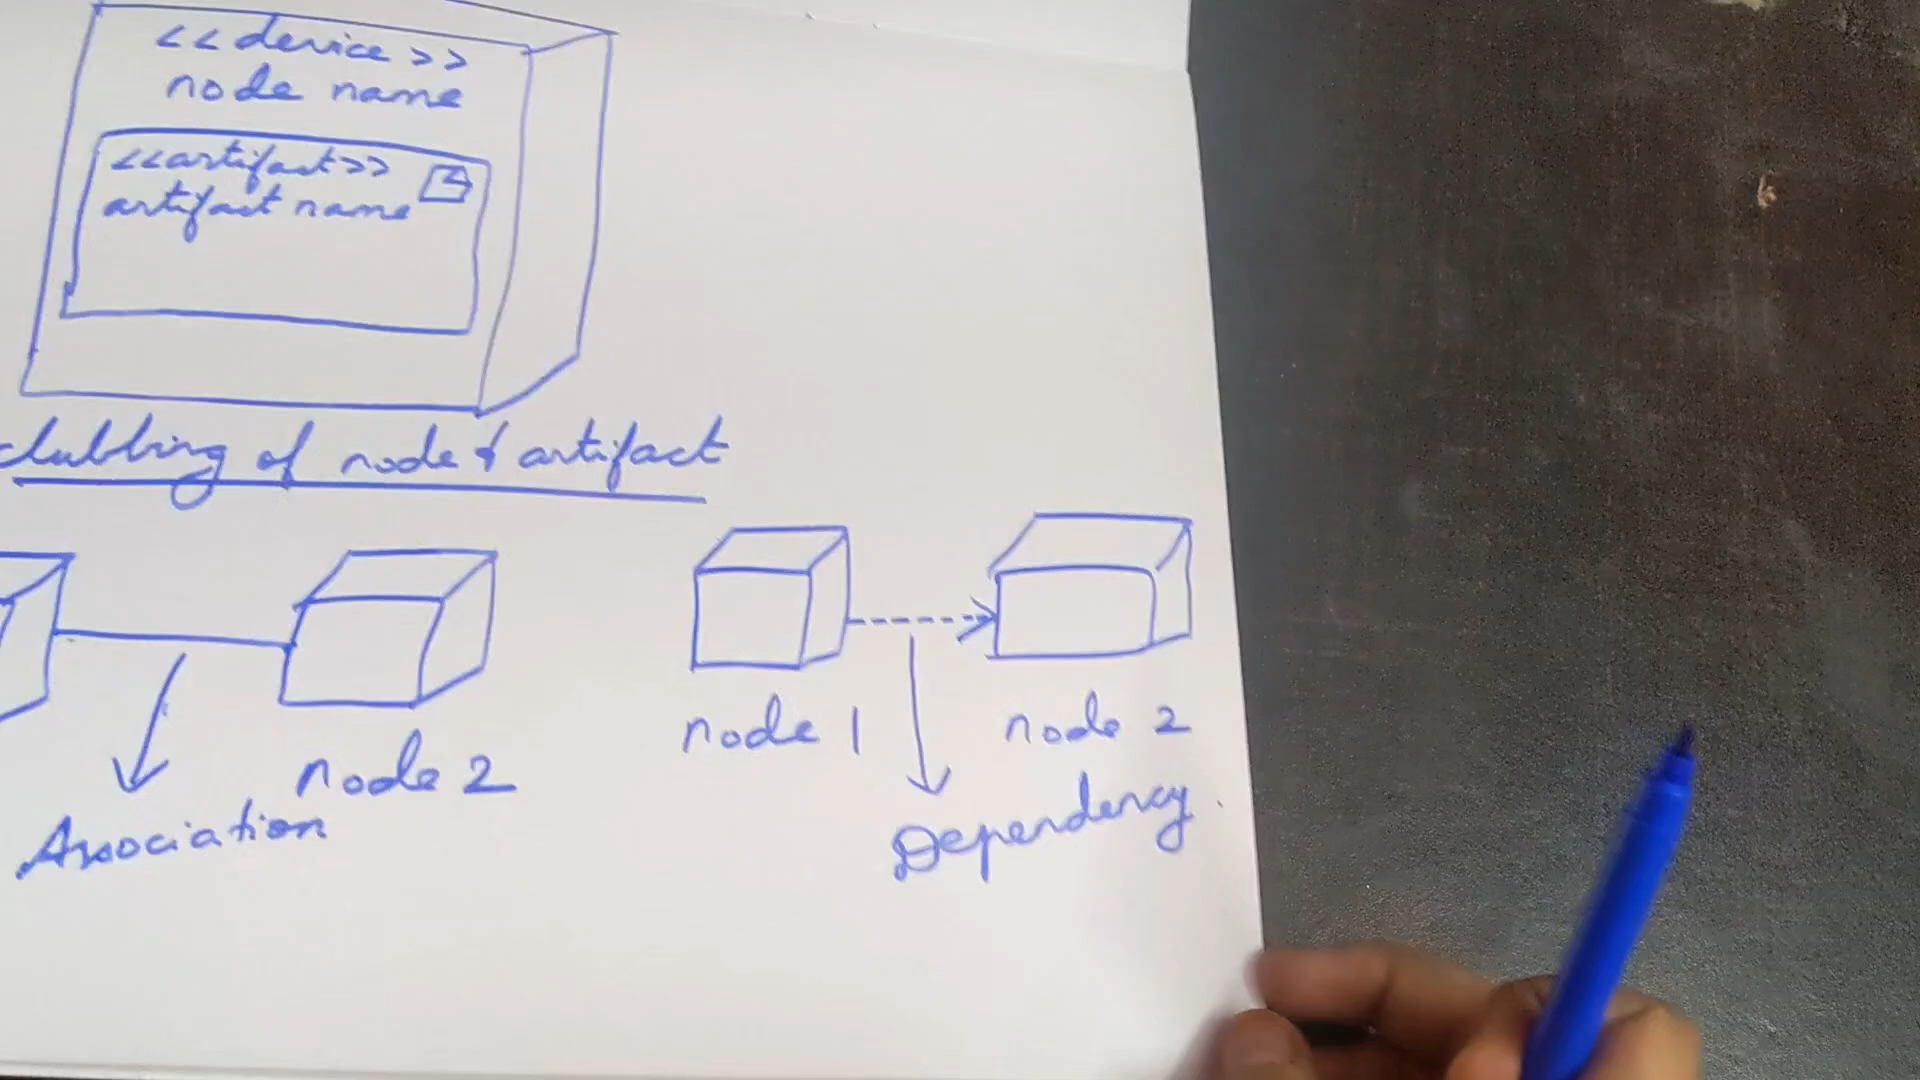 <<device>>
node name
<<artifact>>
artifact name
clubbing of node & artifact
node 2
Association
node 1
node 2
Dependency